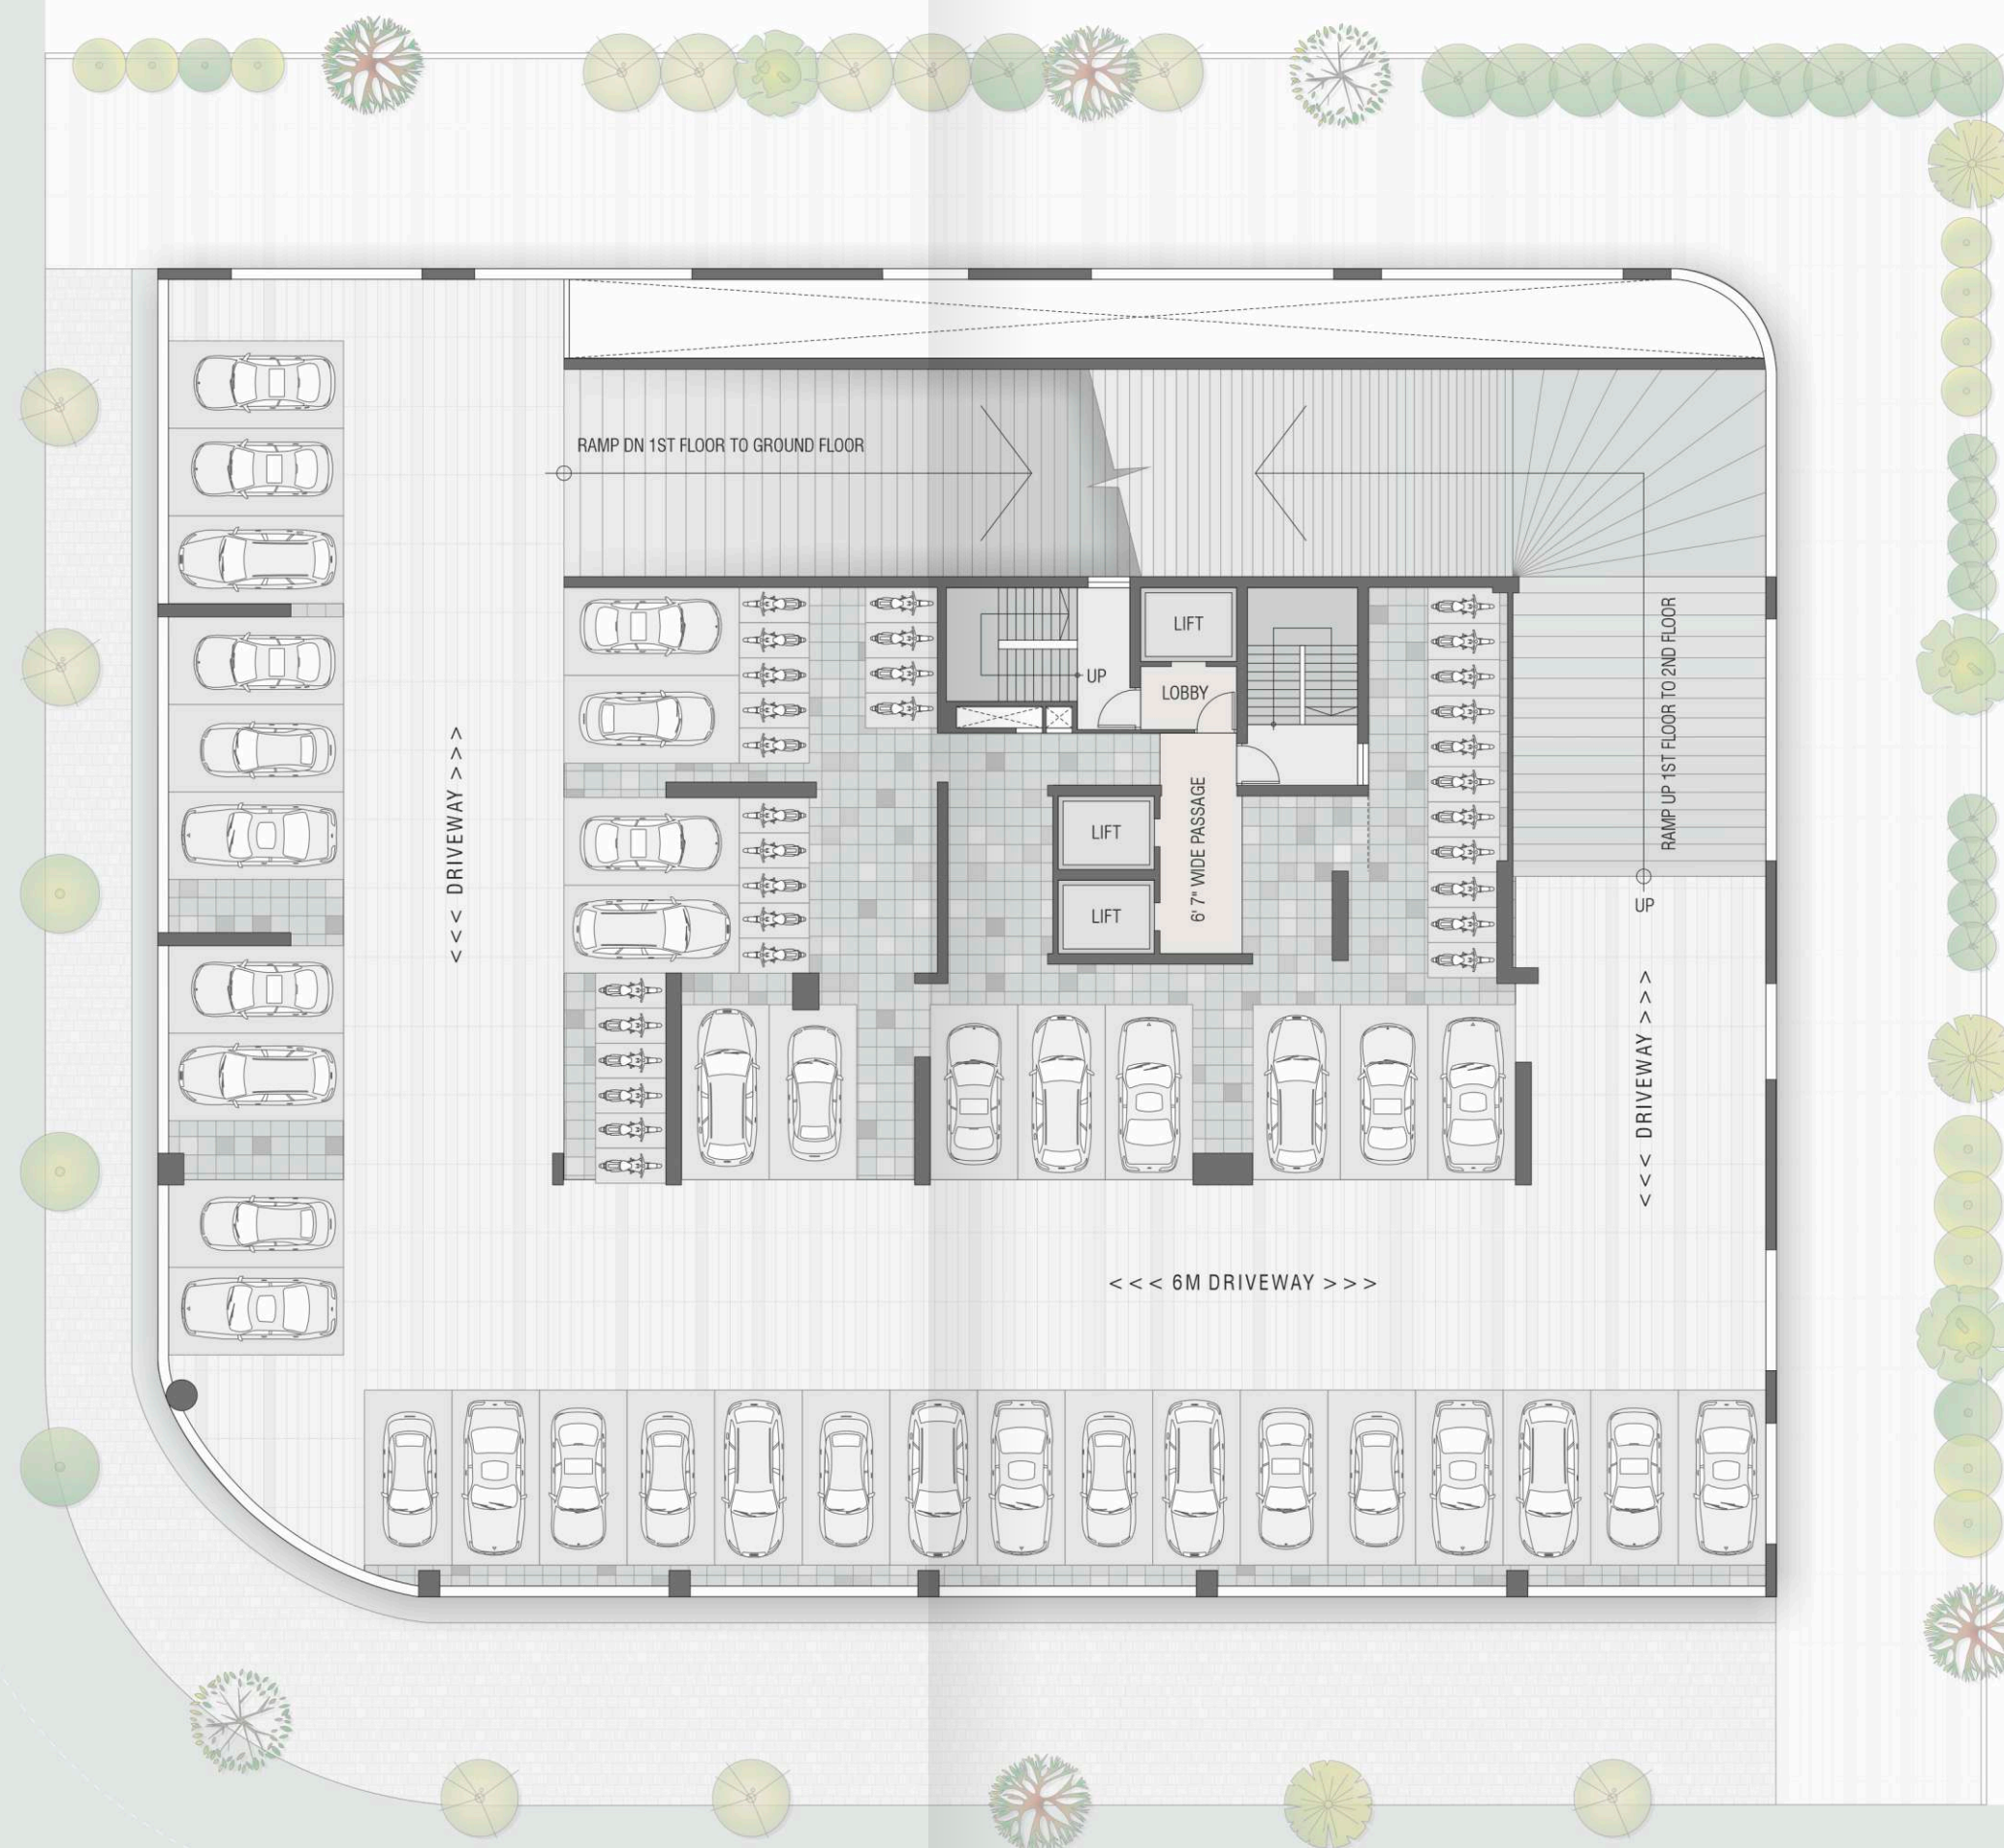 RAMP DN 1ST FLOOR TO GROUND FLOOR
LIFT
UP
LOBBY
RAMP UP 1ST FLOOR TO 2ND FLOOR
<<< DRIVEWAY >>>
6' 7" WIDE PASSAGE
LIFT
LIFT
UP
<<< DRIVEWAY >>>
<<< 6M DRIVEWAY >>>